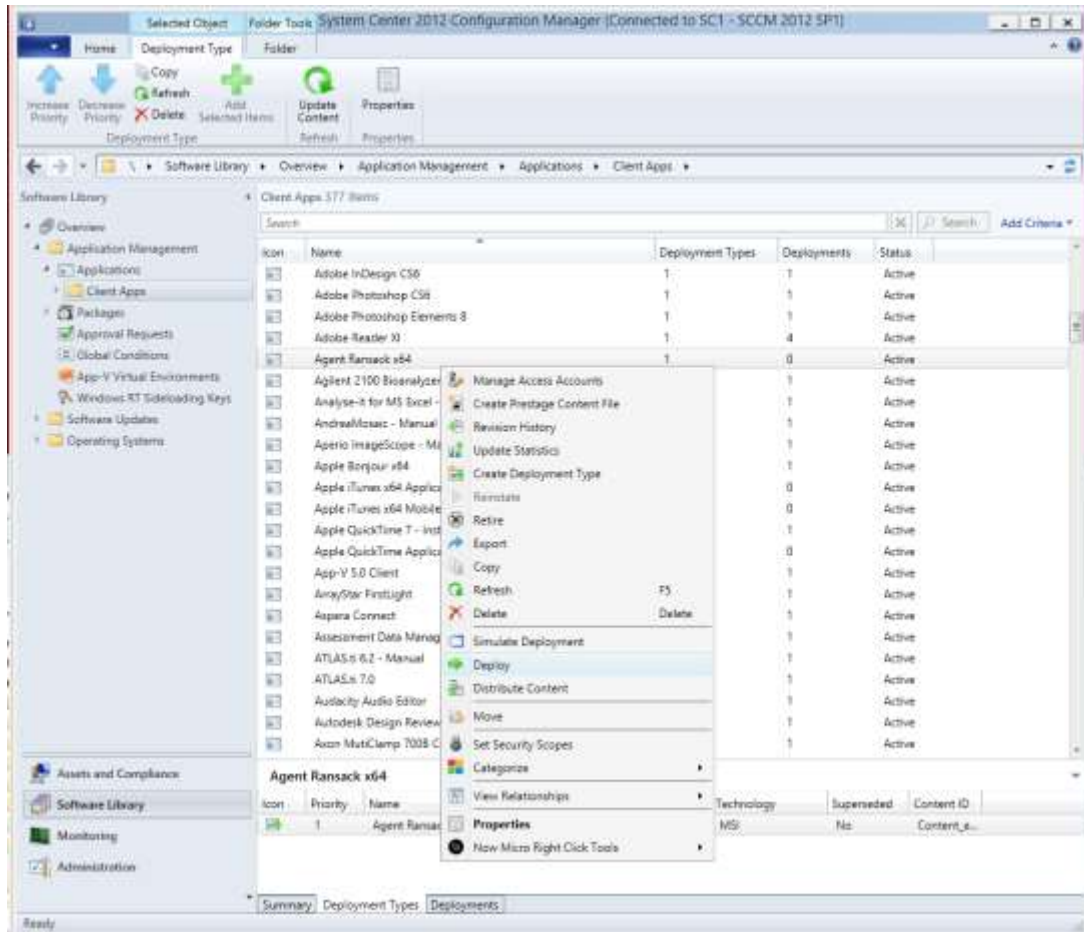 Selected Object Folder Tools System Center 2012 Configuration Manager (Connected to SC1 - SCCM 2012 SP1)
Home Deployment Type Folder
Increase Priority
Decrease Priority
Copy
Refresh
Delete
Add Selected Items
Update Content
Properties
Deployment Type Refresh Properties
\ Software Library Overview Application Management Applications Client Apps
Software Library
Overview
Application Management
Applications
Client Apps
Packages
Approval Requests
Global Conditions
App-V Virtual Environments
Windows RT Sideloading Keys
Software Updates
Operating Systems
Assets and Compliance
Software Library
Monitoring
Administration
Client Apps 377 items
Search Search Add Criteria
Icon Name Deployment Types Deployments Status
Adobe InDesign CS6 1 1 Active
Adobe Photoshop CS6 1 1 Active
Adobe Photoshop Elements 8 1 1 Active
Adobe Reader XI 1 4 Active
Agent Ransack x64 1 0 Active
Agilent 2100 Bioanalyzer 1 Active
Analyse-it for MS Excel - 1 Active
AndreaMosaic - Manual 1 Active
Aperio ImageScope - Ma 1 Active
Apple Bonjour x64 1 Active
Apple iTunes x64 Applica 0 Active
Apple iTunes x64 Mobile 0 Active
Apple QuickTime 7 - Inst 1 Active
Apple QuickTime Applica 0 Active
App-V 5.0 Client 1 Active
ArrayStar FirstLight 1 Active
Aspera Connect 1 Active
Assessment Data Manag 1 Active
ATLAS.ti 6.2 - Manual 1 Active
ATLAS.ti 7.0 1 Active
Audacity Audio Editor 1 Active
Autodesk Design Review 1 Active
Axon MutiClamp 700B C 1 Active
Manage Access Accounts
Create Prestage Content File
Revision History
Update Statistics
Create Deployment Type
Reinstate
Retire
Export
Copy
Refresh F5
Delete Delete
Simulate Deployment
Deploy
Distribute Content
Move
Set Security Scopes
Categorize
View Relationships
Properties
Now Micro Right Click Tools
Agent Ransack x64
Icon Priority Name Technology Superseded Content ID
1 Agent Ransac MSI No Content_e...
Summary Deployment Types Deployments
Ready